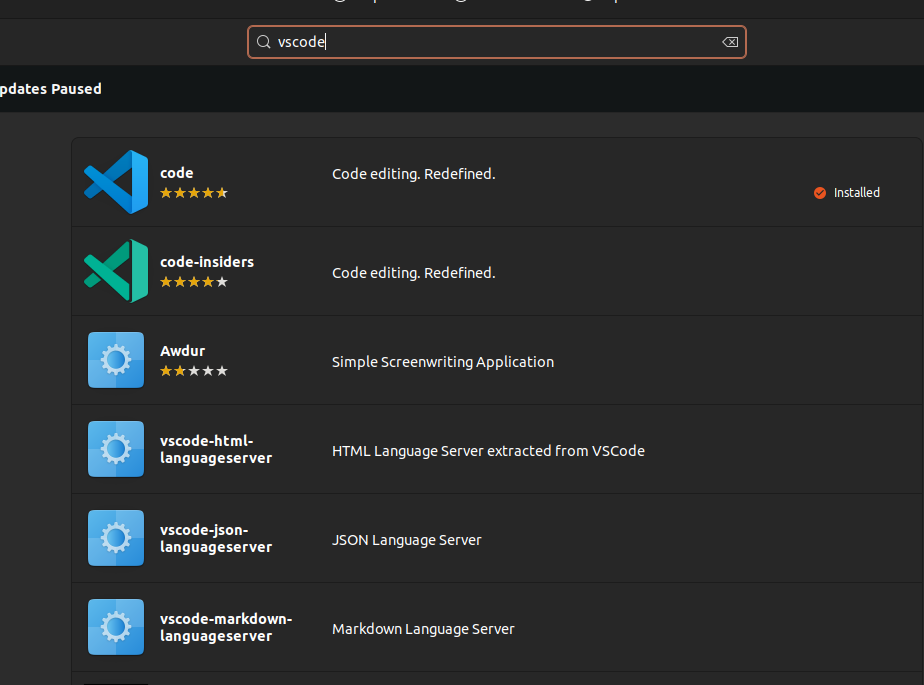 vscode
pdates Paused
code
Code editing. Redefined.
Installed
code-insiders
Code editing. Redefined.
Awdur
Simple Screenwriting Application
vscode-html-
languageserver
HTML Language Server extracted from VSCode
vscode-json-
languageserver
JSON Language Server
vscode-markdown-
languageserver
Markdown Language Server